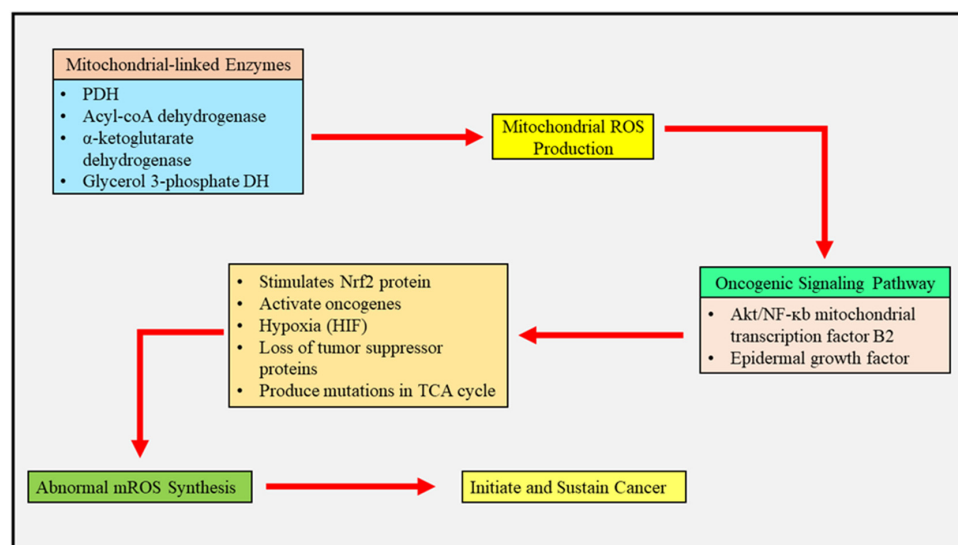 Mitochondrial-linked Enzymes
• PDH
• Acyl-coA dehydrogenase
• α-ketoglutarate
dehydrogenase
• Glycerol 3-phosphate DH
Mitochondrial ROS
Production
Oncogenic Signaling Pathway
• Akt/NF-κb mitochondrial
transcription factor B2
• Epidermal growth factor
• Stimulates Nrf2 protein
• Activate oncogenes
• Hypoxia (HIF)
• Loss of tumor suppressor
proteins
• Produce mutations in TCA cycle
Abnormal mROS Synthesis
Initiate and Sustain Cancer